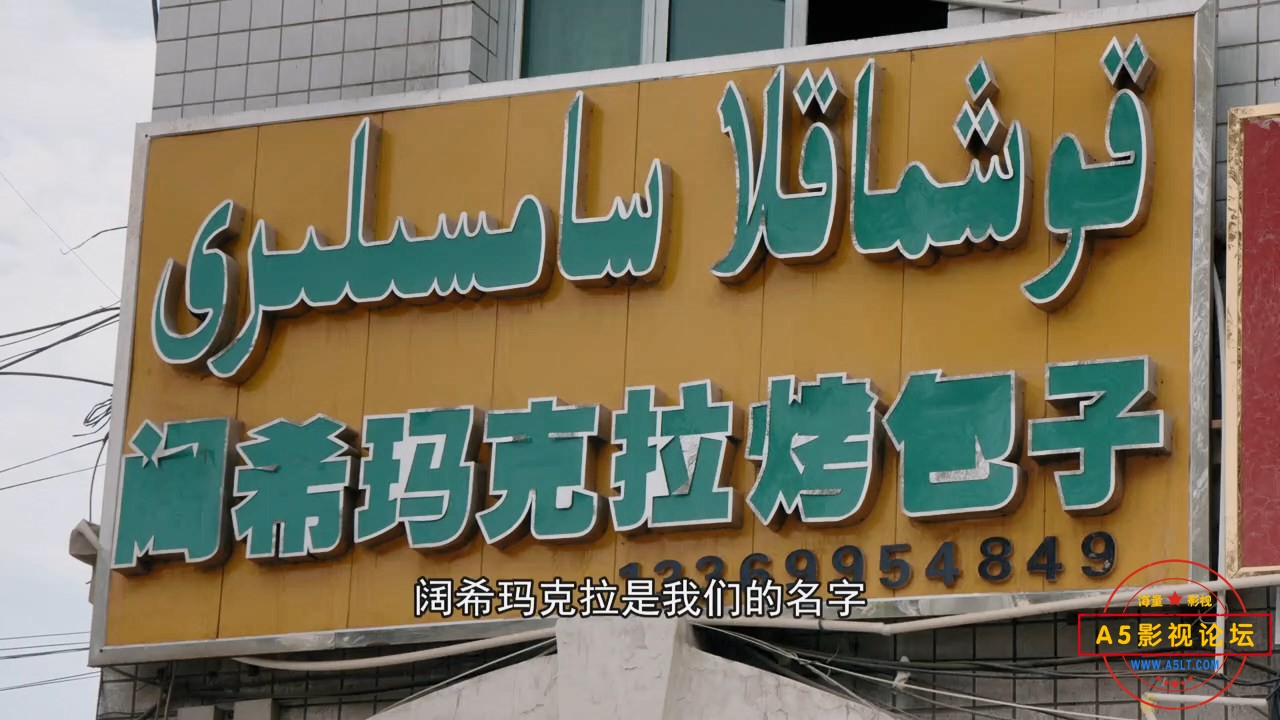 قوشماقلا سامسىلىرى
阔希玛克拉烤包子
13369954849
阔希玛克拉是我们的名字
海量 影视
A5影视论坛
WWW.A5LT.COM